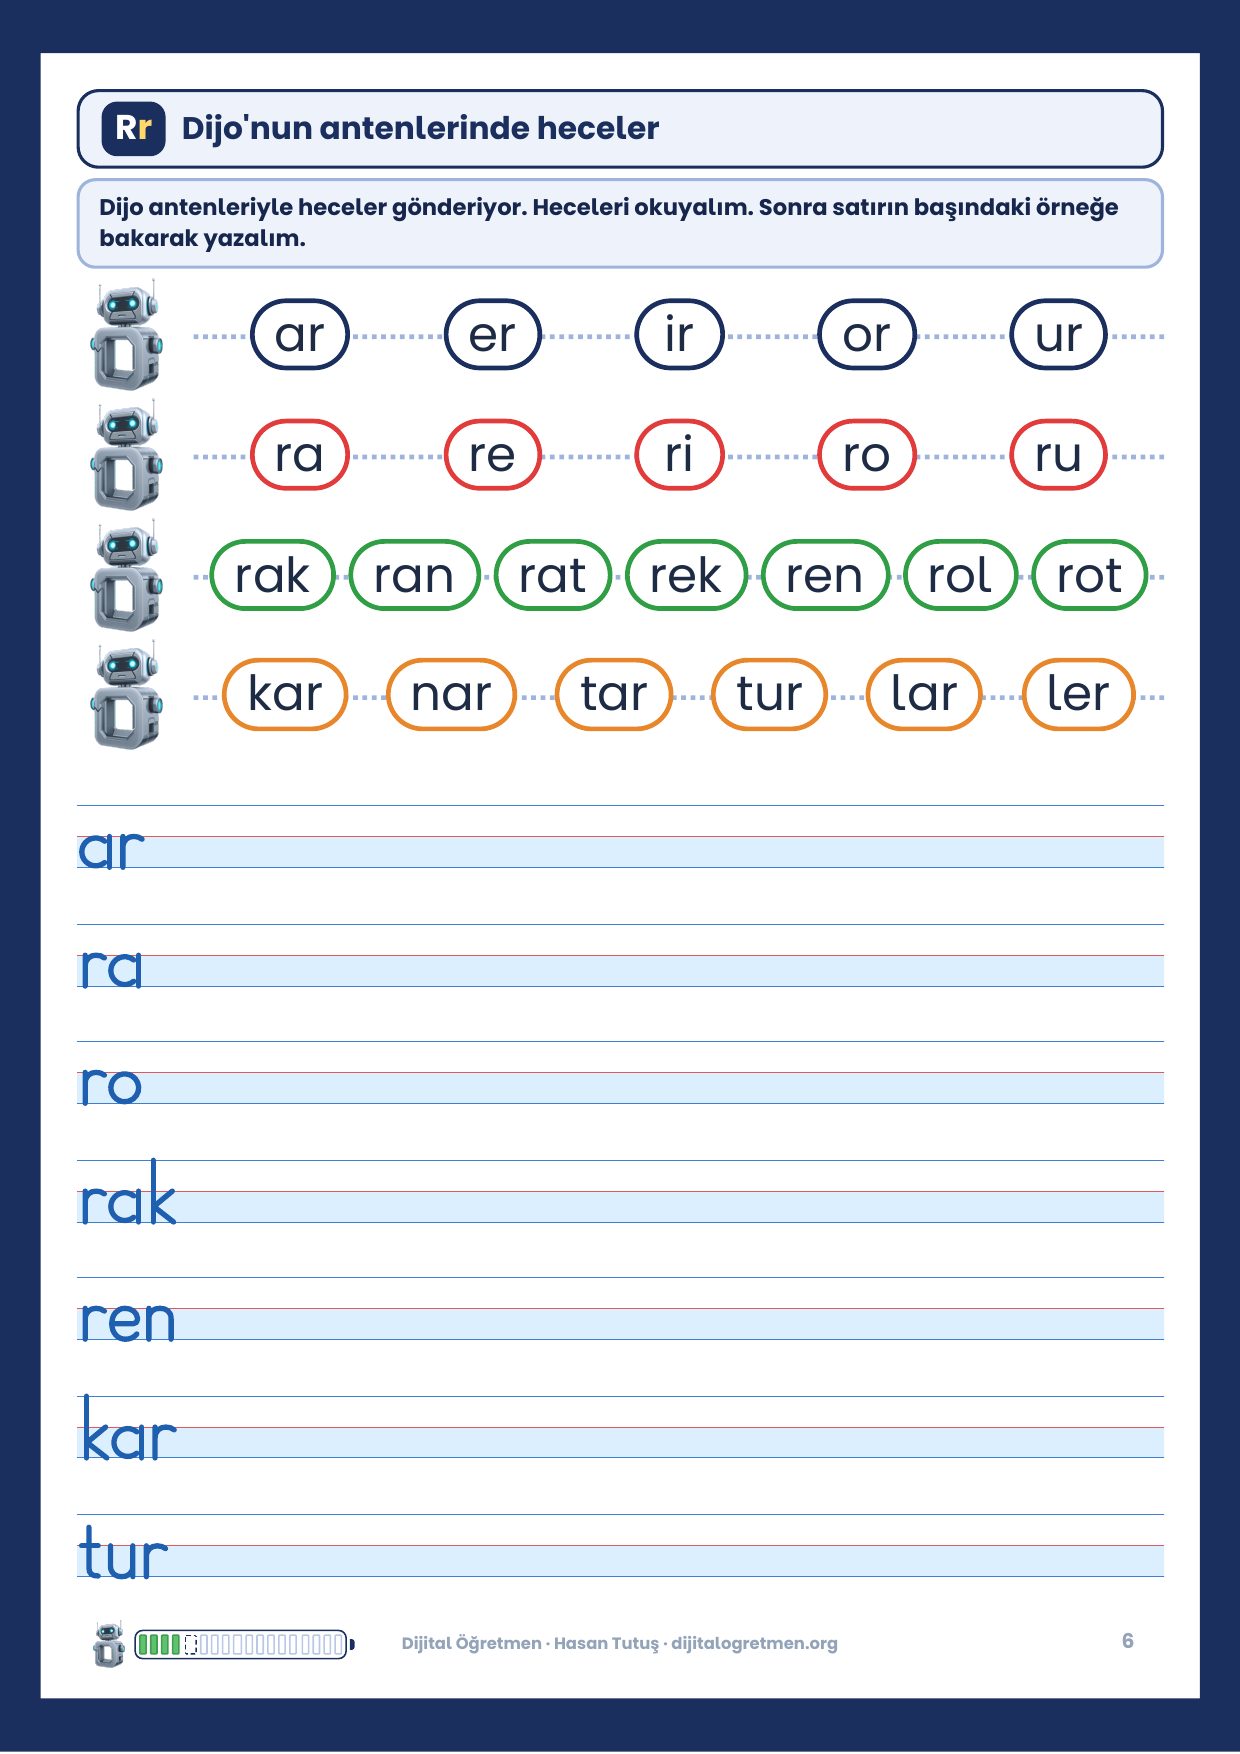 Rr Dijo'nun antenlerinde heceler
Dijo antenleriyle heceler gönderiyor. Heceleri okuyalım. Sonra satırın başındaki örneğe
bakarak yazalım.
ar er ir or ur
ra re ri ro ru
rak ran rat rek ren rol rot
kar nar tar tur lar ler
ar
ra
ro
rak
ren
kar
tur
Dijital Öğretmen · Hasan Tutuş · dijitalogretmen.org 6